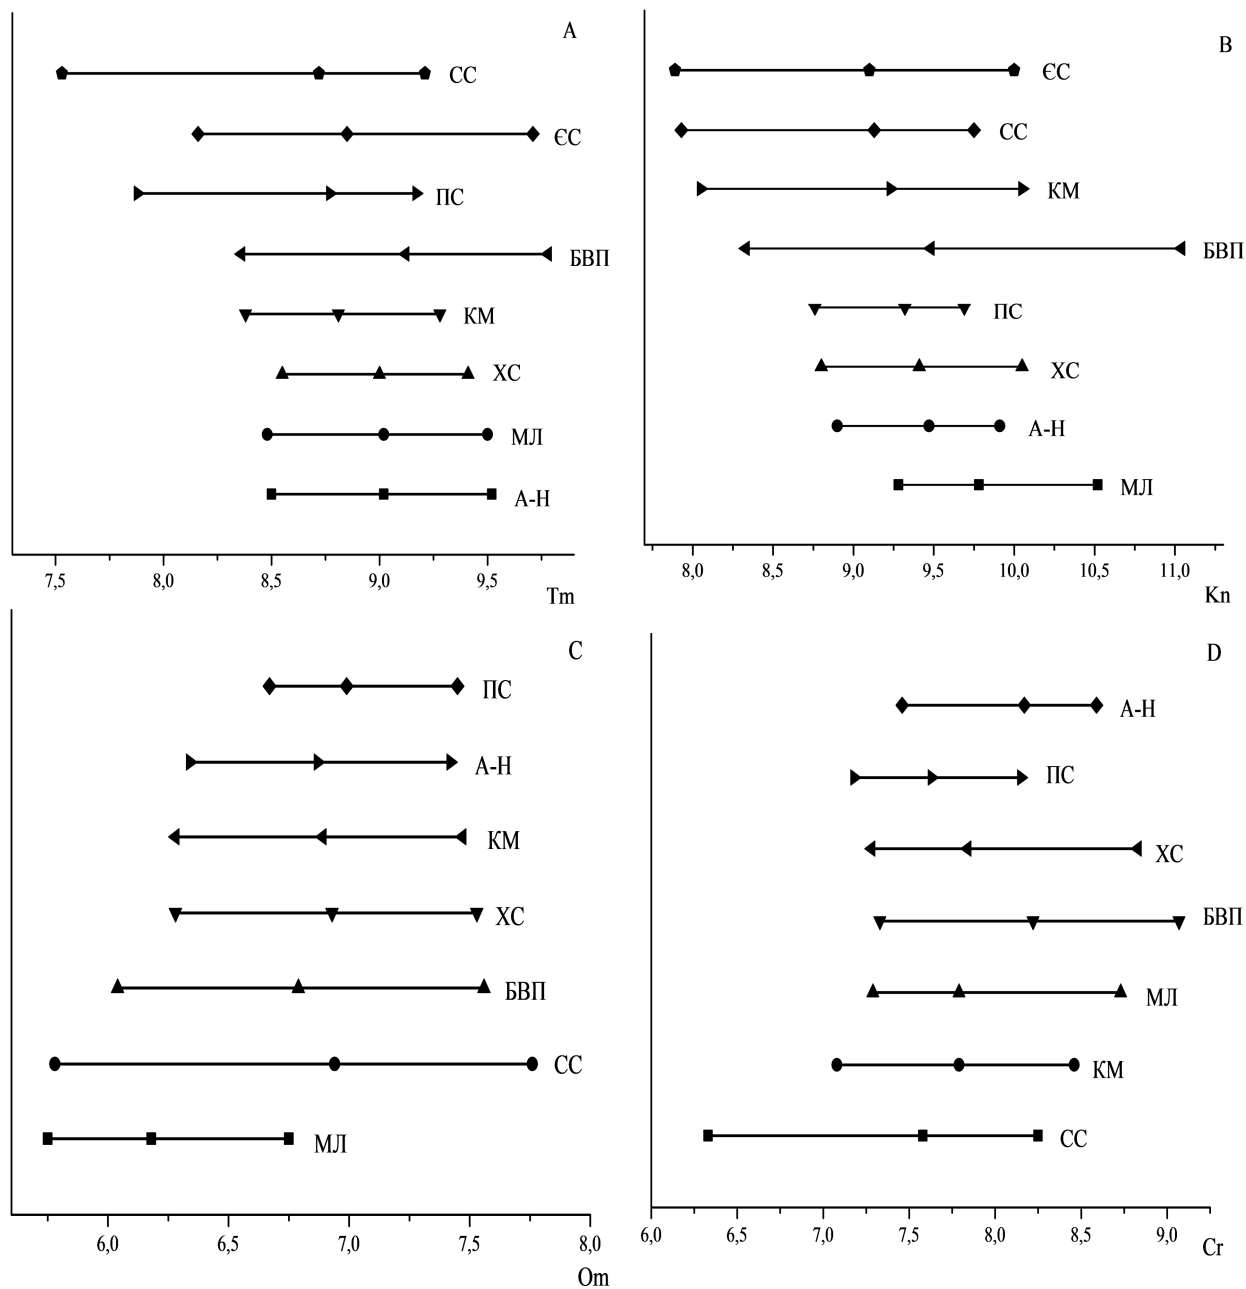 A
СС
ЄС
ПС
БВП
КМ
ХС
МЛ
А-Н
7,5 8,0 8,5 9,0 9,5
Tm
B
ЄС
СС
КМ
БВП
ПС
ХС
А-Н
МЛ
8,0 8,5 9,0 9,5 10,0 10,5 11,0
Kn
C
ПС
А-Н
КМ
ХС
БВП
СС
МЛ
6,0 6,5 7,0 7,5 8,0
Om
D
А-Н
ПС
ХС
БВП
МЛ
КМ
СС
6,0 6,5 7,0 7,5 8,0 8,5 9,0
Cr